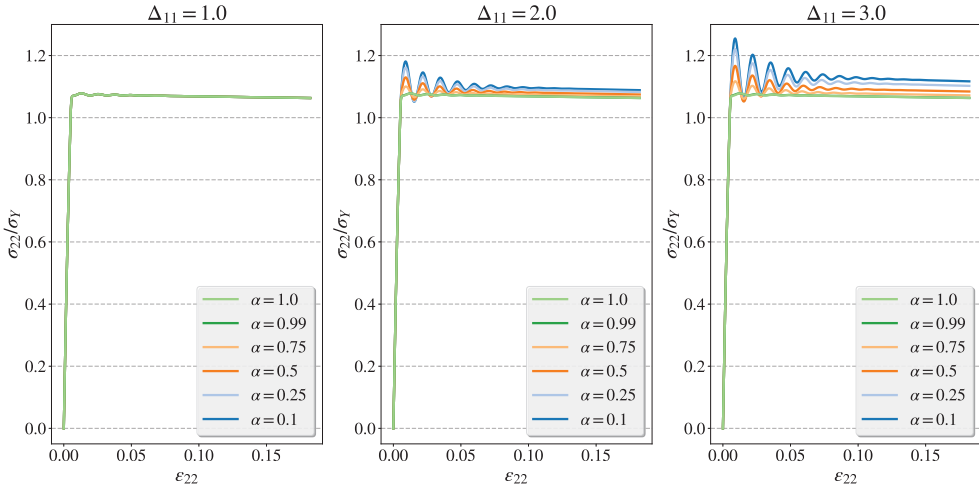 Δ₁₁ = 1.0
1.2
1.0
0.8
0.6
0.4
0.2
0.0
σ₂₂/σ_Y
α = 1.0
α = 0.99
α = 0.75
α = 0.5
α = 0.25
α = 0.1
0.00 0.05 0.10 0.15
ε₂₂
Δ₁₁ = 2.0
1.2
1.0
0.8
0.6
0.4
0.2
0.0
σ₂₂/σ_Y
α = 1.0
α = 0.99
α = 0.75
α = 0.5
α = 0.25
α = 0.1
0.00 0.05 0.10 0.15
ε₂₂
Δ₁₁ = 3.0
1.2
1.0
0.8
0.6
0.4
0.2
0.0
σ₂₂/σ_Y
α = 1.0
α = 0.99
α = 0.75
α = 0.5
α = 0.25
α = 0.1
0.00 0.05 0.10 0.15
ε₂₂